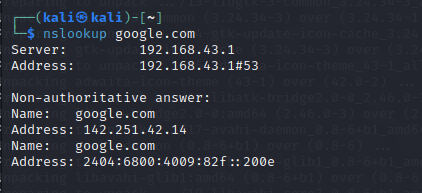 ┌──(kali㉿kali)-[~]
└─$ nslookup google.com
Server:         192.168.43.1
Address:        192.168.43.1#53

Non-authoritative answer:
Name:   google.com
Address: 142.251.42.14
Name:   google.com
Address: 2404:6800:4009:82f::200e